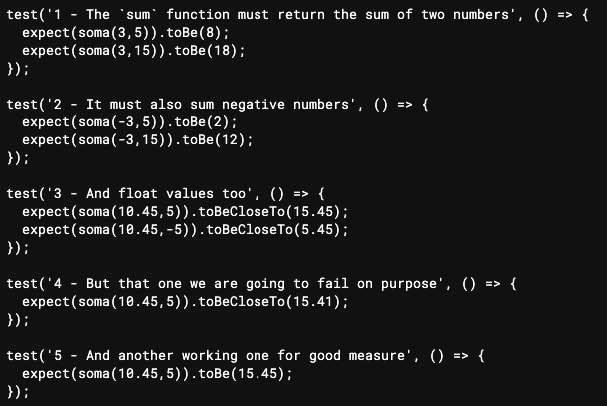 test('1 - The `sum` function must return the sum of two numbers', () => {
  expect(soma(3,5)).toBe(8);
  expect(soma(3,15)).toBe(18);
});

test('2 - It must also sum negative numbers', () => {
  expect(soma(-3,5)).toBe(2);
  expect(soma(-3,15)).toBe(12);
});

test('3 - And float values too', () => {
  expect(soma(10.45,5)).toBeCloseTo(15.45);
  expect(soma(10.45,-5)).toBeCloseTo(5.45);
});

test('4 - But that one we are going to fail on purpose', () => {
  expect(soma(10.45,5)).toBeCloseTo(15.41);
});

test('5 - And another working one for good measure', () => {
  expect(soma(10.45,5)).toBe(15.45);
});